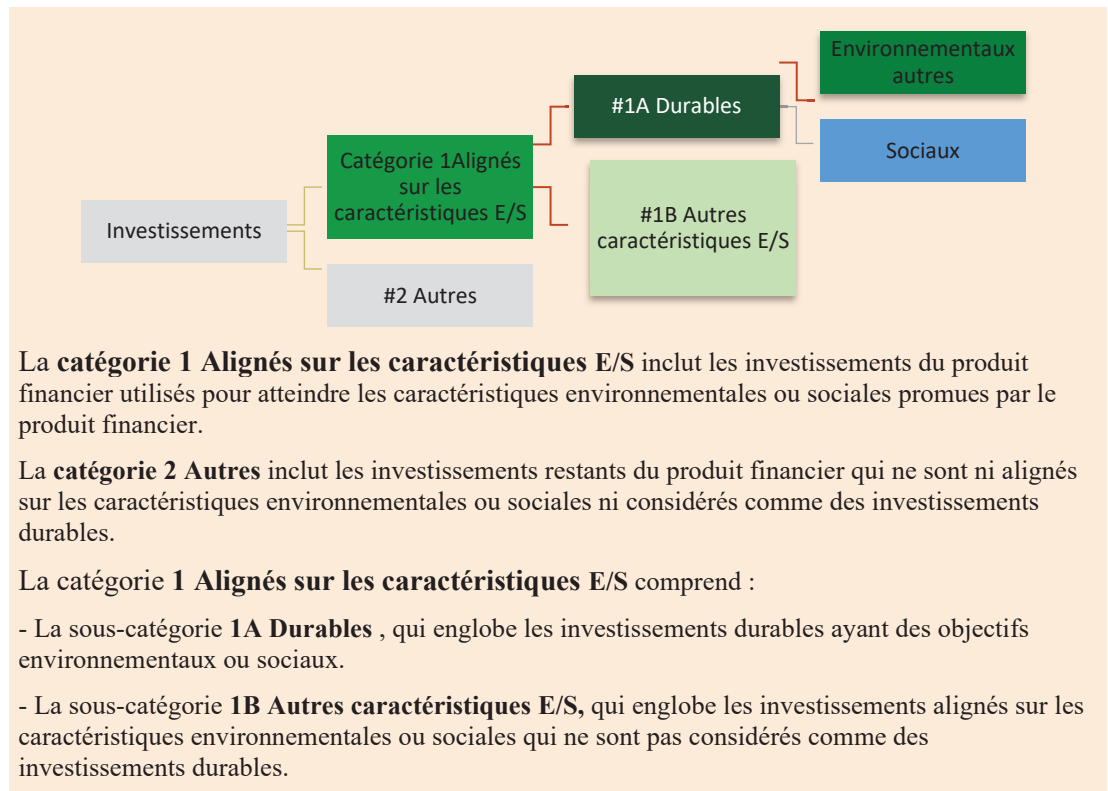 Environnementaux
autres
#1A Durables
Sociaux
Catégorie 1Alignés
sur les
caractéristiques E/S
#1B Autres
caractéristiques E/S
Investissements
#2 Autres
La catégorie 1 Alignés sur les caractéristiques E/S inclut les investissements du produit
financier utilisés pour atteindre les caractéristiques environnementales ou sociales promues par le
produit financier.
La catégorie 2 Autres inclut les investissements restants du produit financier qui ne sont ni alignés
sur les caractéristiques environnementales ou sociales ni considérés comme des investissements
durables.
La catégorie 1 Alignés sur les caractéristiques E/S comprend :
- La sous-catégorie 1A Durables , qui englobe les investissements durables ayant des objectifs
environnementaux ou sociaux.
- La sous-catégorie 1B Autres caractéristiques E/S, qui englobe les investissements alignés sur les
caractéristiques environnementales ou sociales qui ne sont pas considérés comme des
investissements durables.